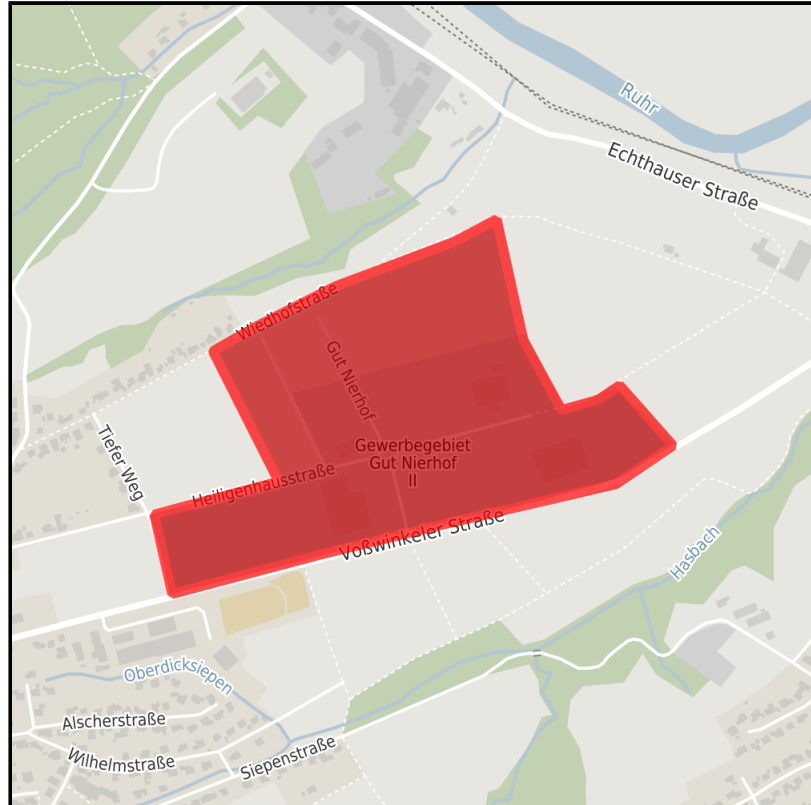 Ruhr
Echthauser Straße
Wiedhofstraße
Gut Nierhof
Tiefer Weg
Gewerbegebiet
Gut Nierhof
II
Heiligenhausstraße
Voßwinkeler Straße
Hasbach
Oberdicksiepen
Alscherstraße
Wilhelmstraße
Siepenstraße